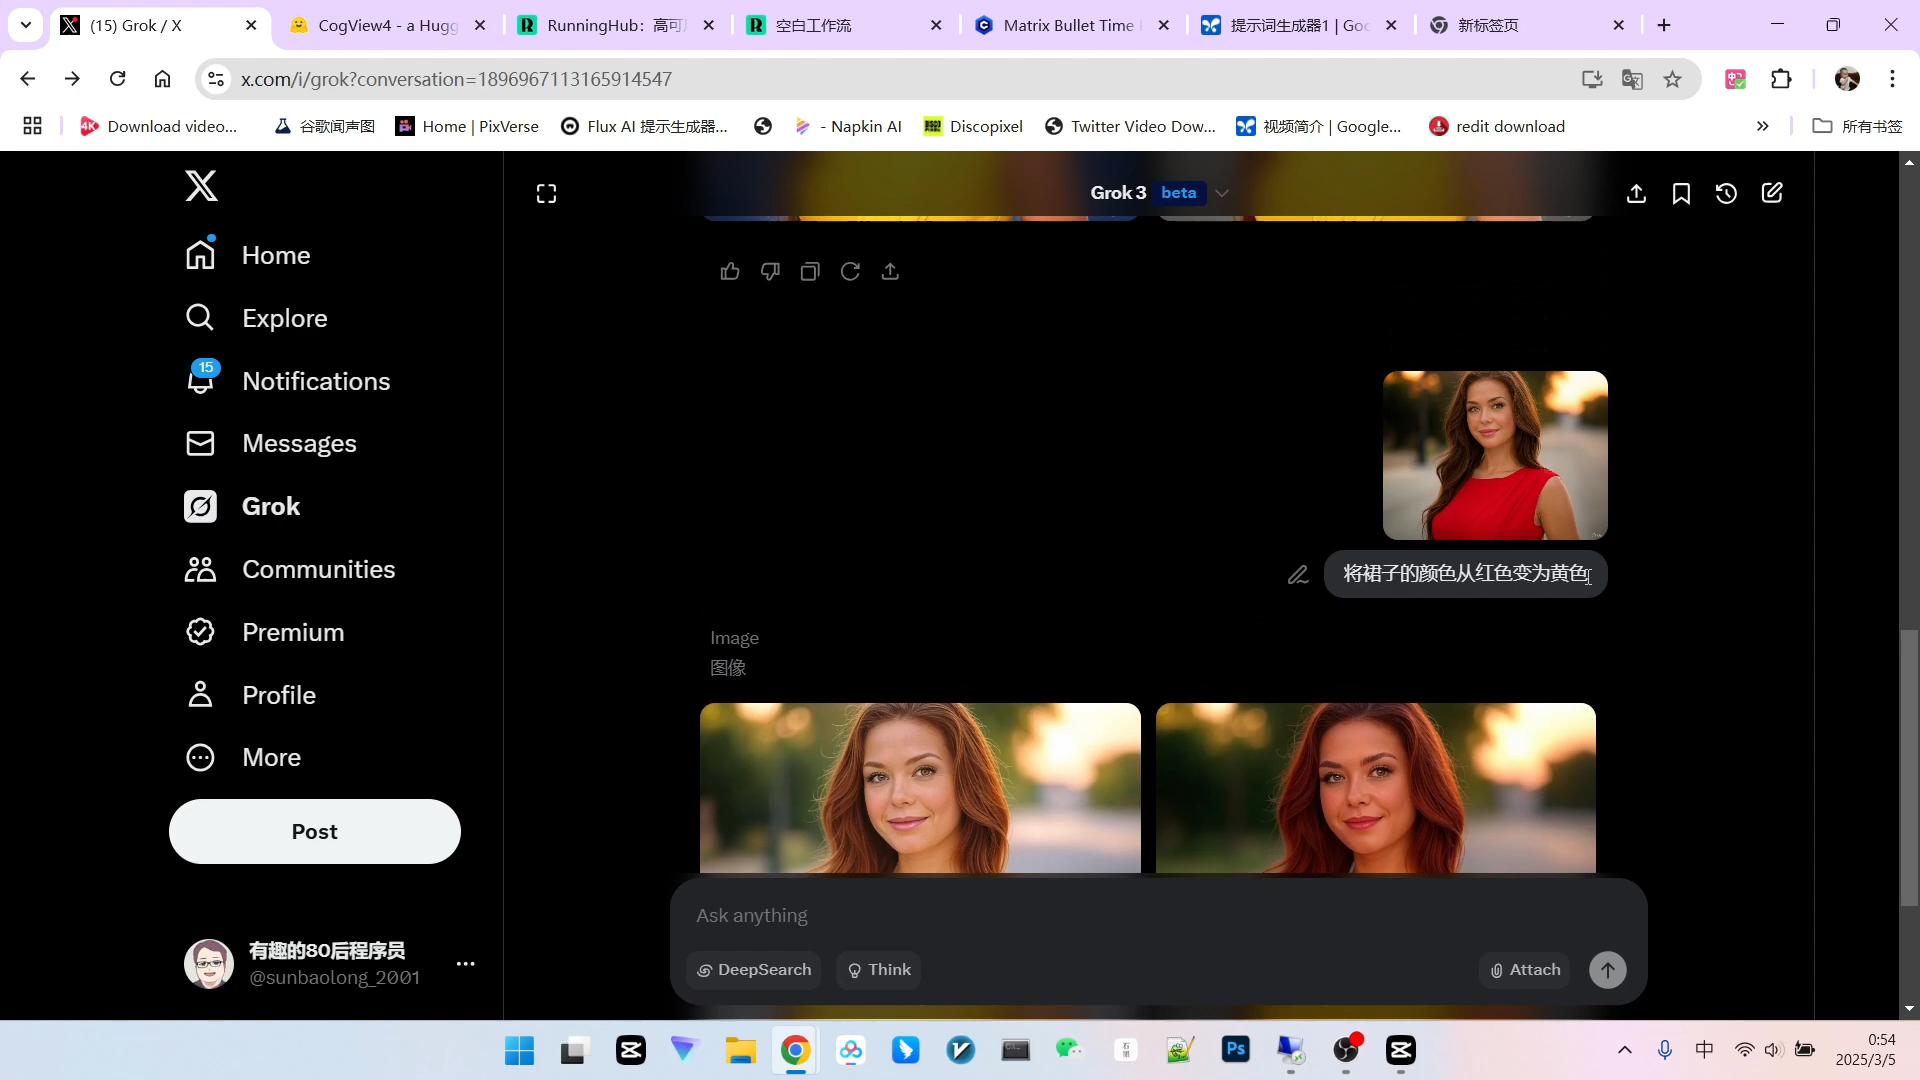 (15) Grok / X
CogView4 - a Hugg
RunningHub：高可
空白工作流
Matrix Bullet Time
提示词生成器1 | Goo
新标签页
x.com/i/grok?conversation=1896967113165914547
Download video...
谷歌闻声图
Home | PixVerse
Flux AI 提示生成器...
- Napkin AI
Discopixel
Twitter Video Dow...
视频简介 | Google...
redit download
所有书签
Home
Explore
15
Notifications
Messages
Grok
Communities
Premium
Profile
More
Post
有趣的80后程序员
@sunbaolong_2001
Grok 3 beta
将裙子的颜色从红色变为黄色
Image
图像
Ask anything
DeepSearch
Think
Attach
Ps
中
0:54
2025/3/5